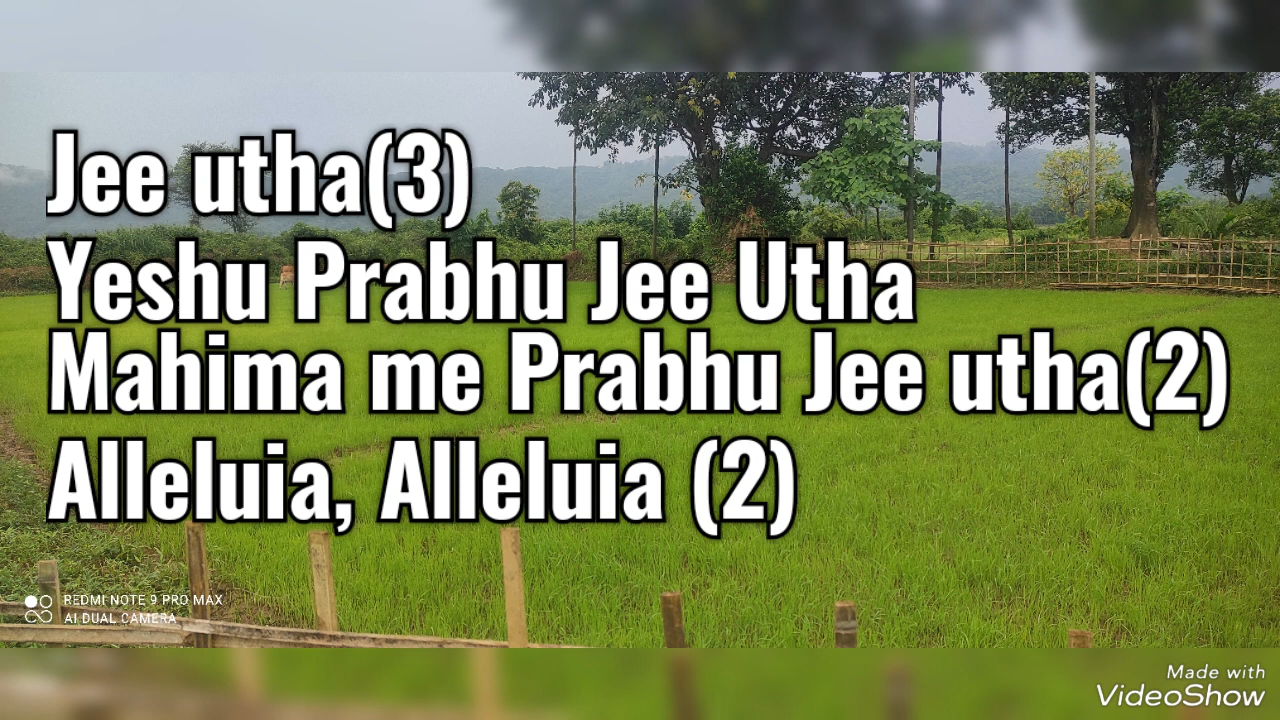 Jee utha(3)
Yeshu Prabhu Jee Utha
Mahima me Prabhu Jee utha(2)
Alleluia, Alleluia (2)
REDMI NOTE 9 PRO MAX
AI DUAL CAMERA
Made with
VideoShow